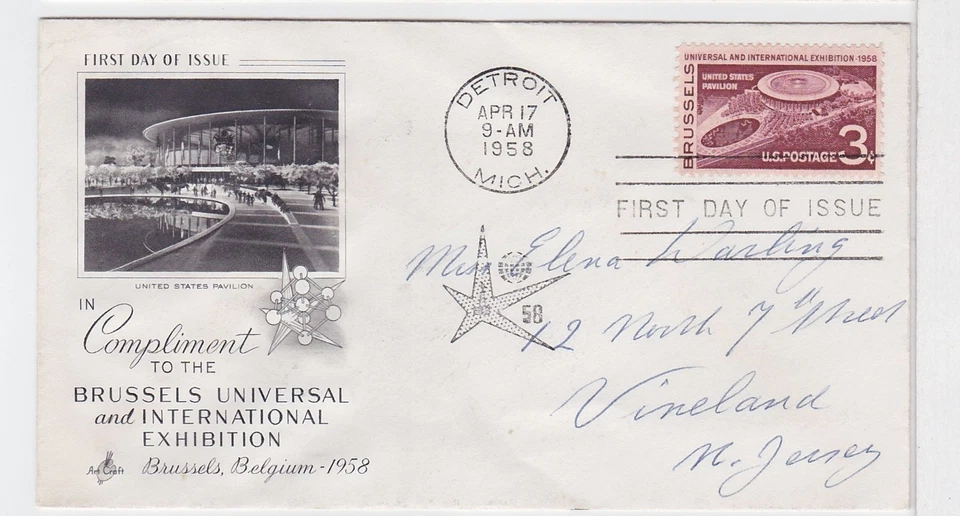 FIRST DAY OF ISSUE
UNITED STATES PAVILION
IN
Compliment
TO THE
BRUSSELS UNIVERSAL
and INTERNATIONAL
EXHIBITION
Art Craft
Brussels, Belgium - 1958
DETROIT
APR 17
9-AM
1958
MICH.
UNIVERSAL AND INTERNATIONAL EXHIBITION·1958
BRUSSELS
UNITED STATES
PAVILION
U.S.POSTAGE 3¢
FIRST DAY OF ISSUE
58
Miss Elena Warling
12 North 7th Street
Vineland
N. Jersey